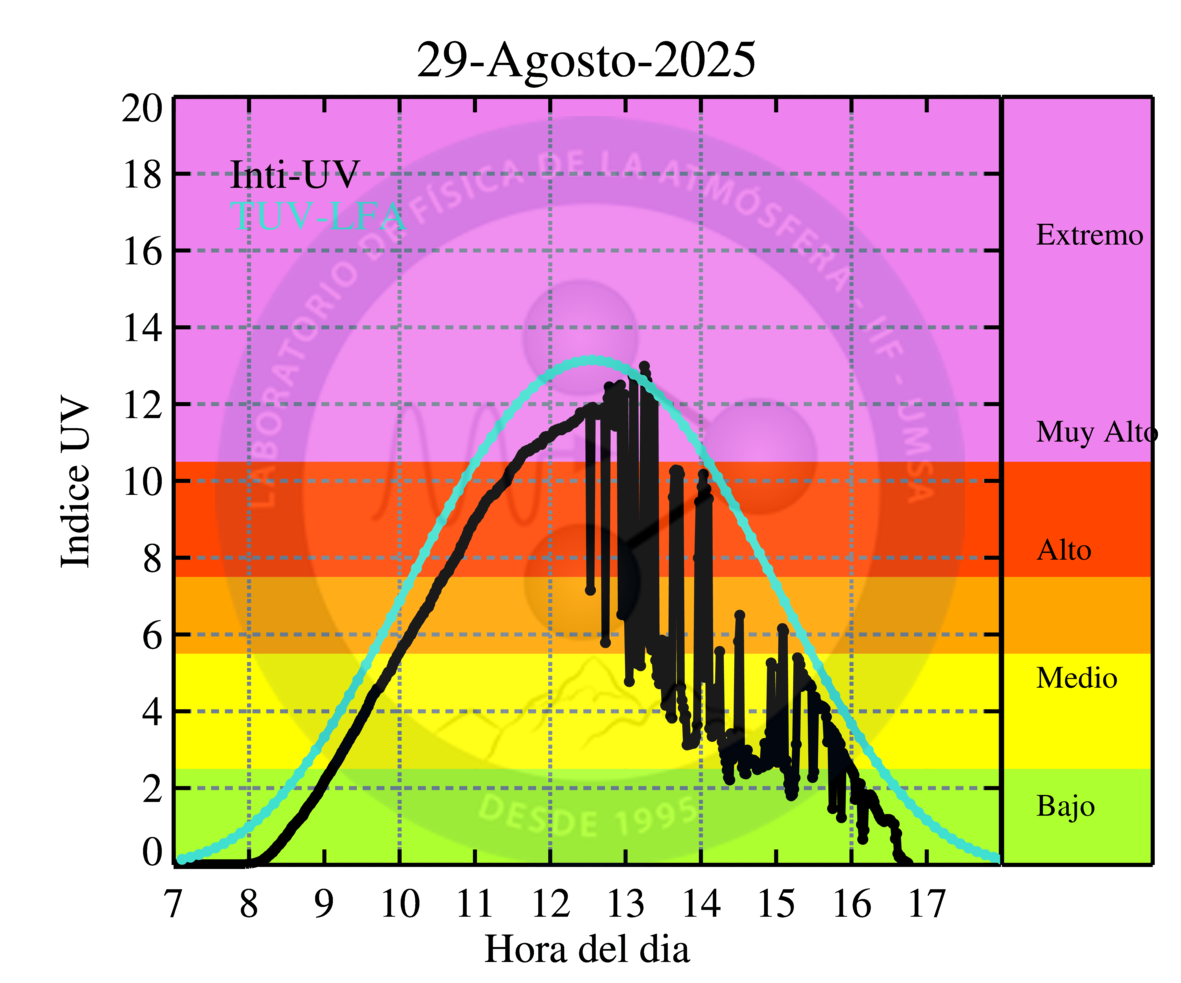 29-Agosto-2025
20
18
16
14
12
10
8
6
4
2
0
Indice UV
Inti-UV
TUV-LFA
LABORATORIO DE FÍSICA DE LA ATMÓSFERA - IIF - UMSA
DESDE 1995
Extremo
Muy Alto
Alto
Medio
Bajo
7 8 9 10 11 12 13 14 15 16 17
Hora del dia